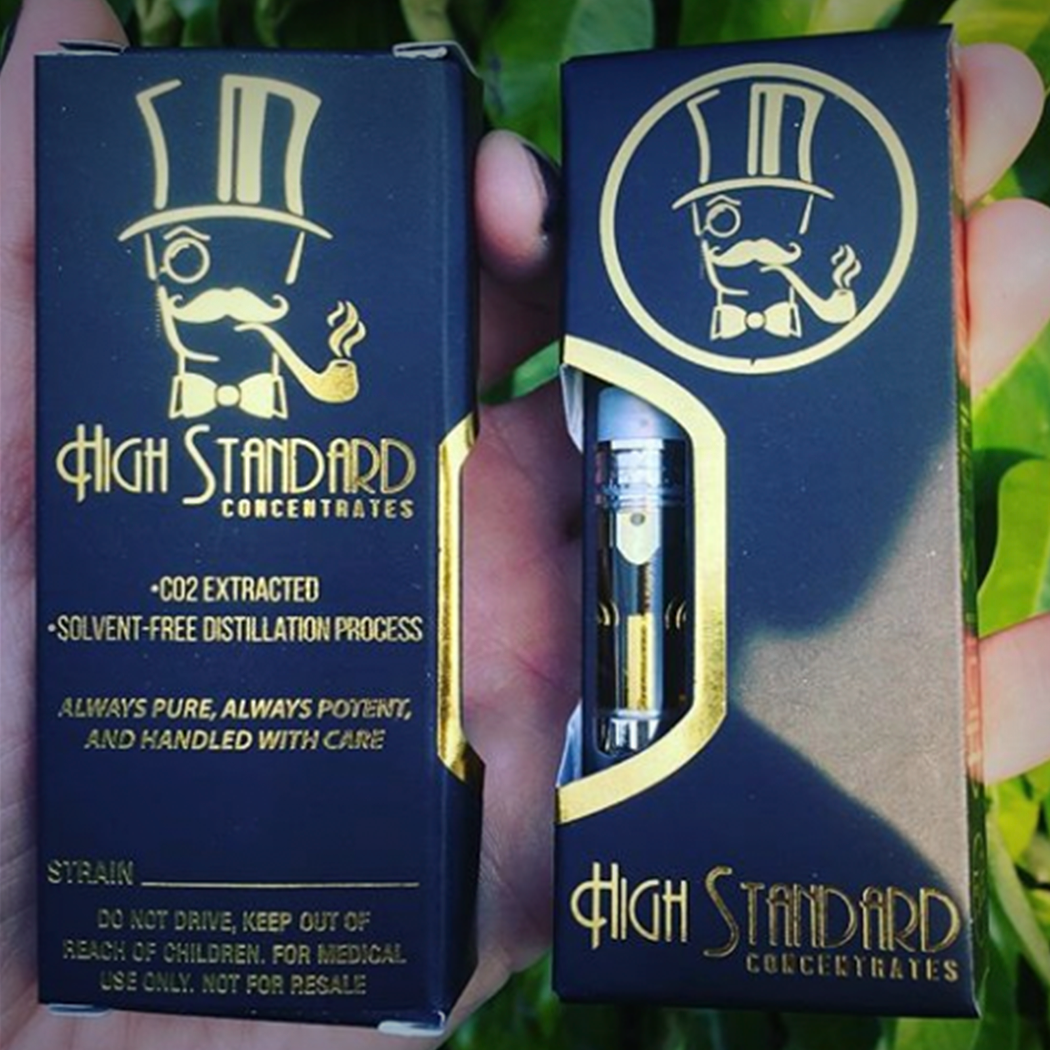 HIGH STANDARD
CONCENTRATES
•CO2 EXTRACTED
•SOLVENT-FREE DISTILLATION PROCESS
ALWAYS PURE, ALWAYS POTENT,
AND HANDLED WITH CARE
STRAIN
DO NOT DRIVE, KEEP OUT OF
REACH OF CHILDREN. FOR MEDICAL
USE ONLY. NOT FOR RESALE
HIGH STANDARD
CONCENTRATES